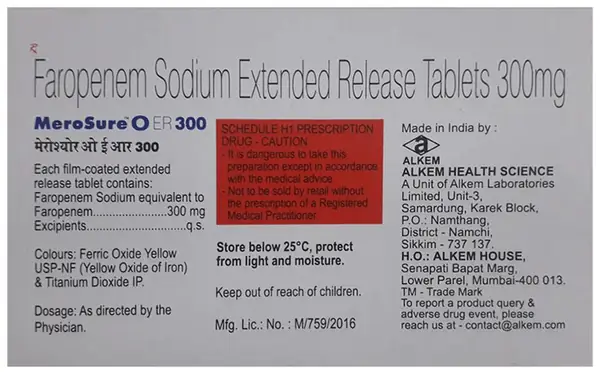 Rx
Faropenem Sodium Extended Release Tablets 300mg
MeroSure™ O ER 300
मेरोश्योर ओ ई आर 300
Each film-coated extended
release tablet contains:
Faropenem Sodium equivalent to
Faropenem.....................300 mg
Excipients............................q.s.
Colours: Ferric Oxide Yellow
USP-NF (Yellow Oxide of Iron)
& Titanium Dioxide IP.
Dosage: As directed by the
Physician.
SCHEDULE H1 PRESCRIPTION
DRUG - CAUTION
- It is dangerous to take this
preparation except in accordance
with the medical advice.
- Not to be sold by retail without
the prescription of a Registered
Medical Practitioner.
Store below 25°C, protect
from light and moisture.
Keep out of reach of children.
Mfg. Lic. No. : M/759/2016
Made in India by :
a
ALKEM
ALKEM HEALTH SCIENCE
A Unit of Alkem Laboratories
Limited, Unit-3,
Samardung, Karek Block,
P.O.: Namthang,
District - Namchi,
Sikkim - 737 137.
H.O.: ALKEM HOUSE,
Senapati Bapat Marg,
Lower Parel, Mumbai-400 013.
TM - Trade Mark
To report a product query &
adverse drug event, please
reach us at - contact@alkem.com